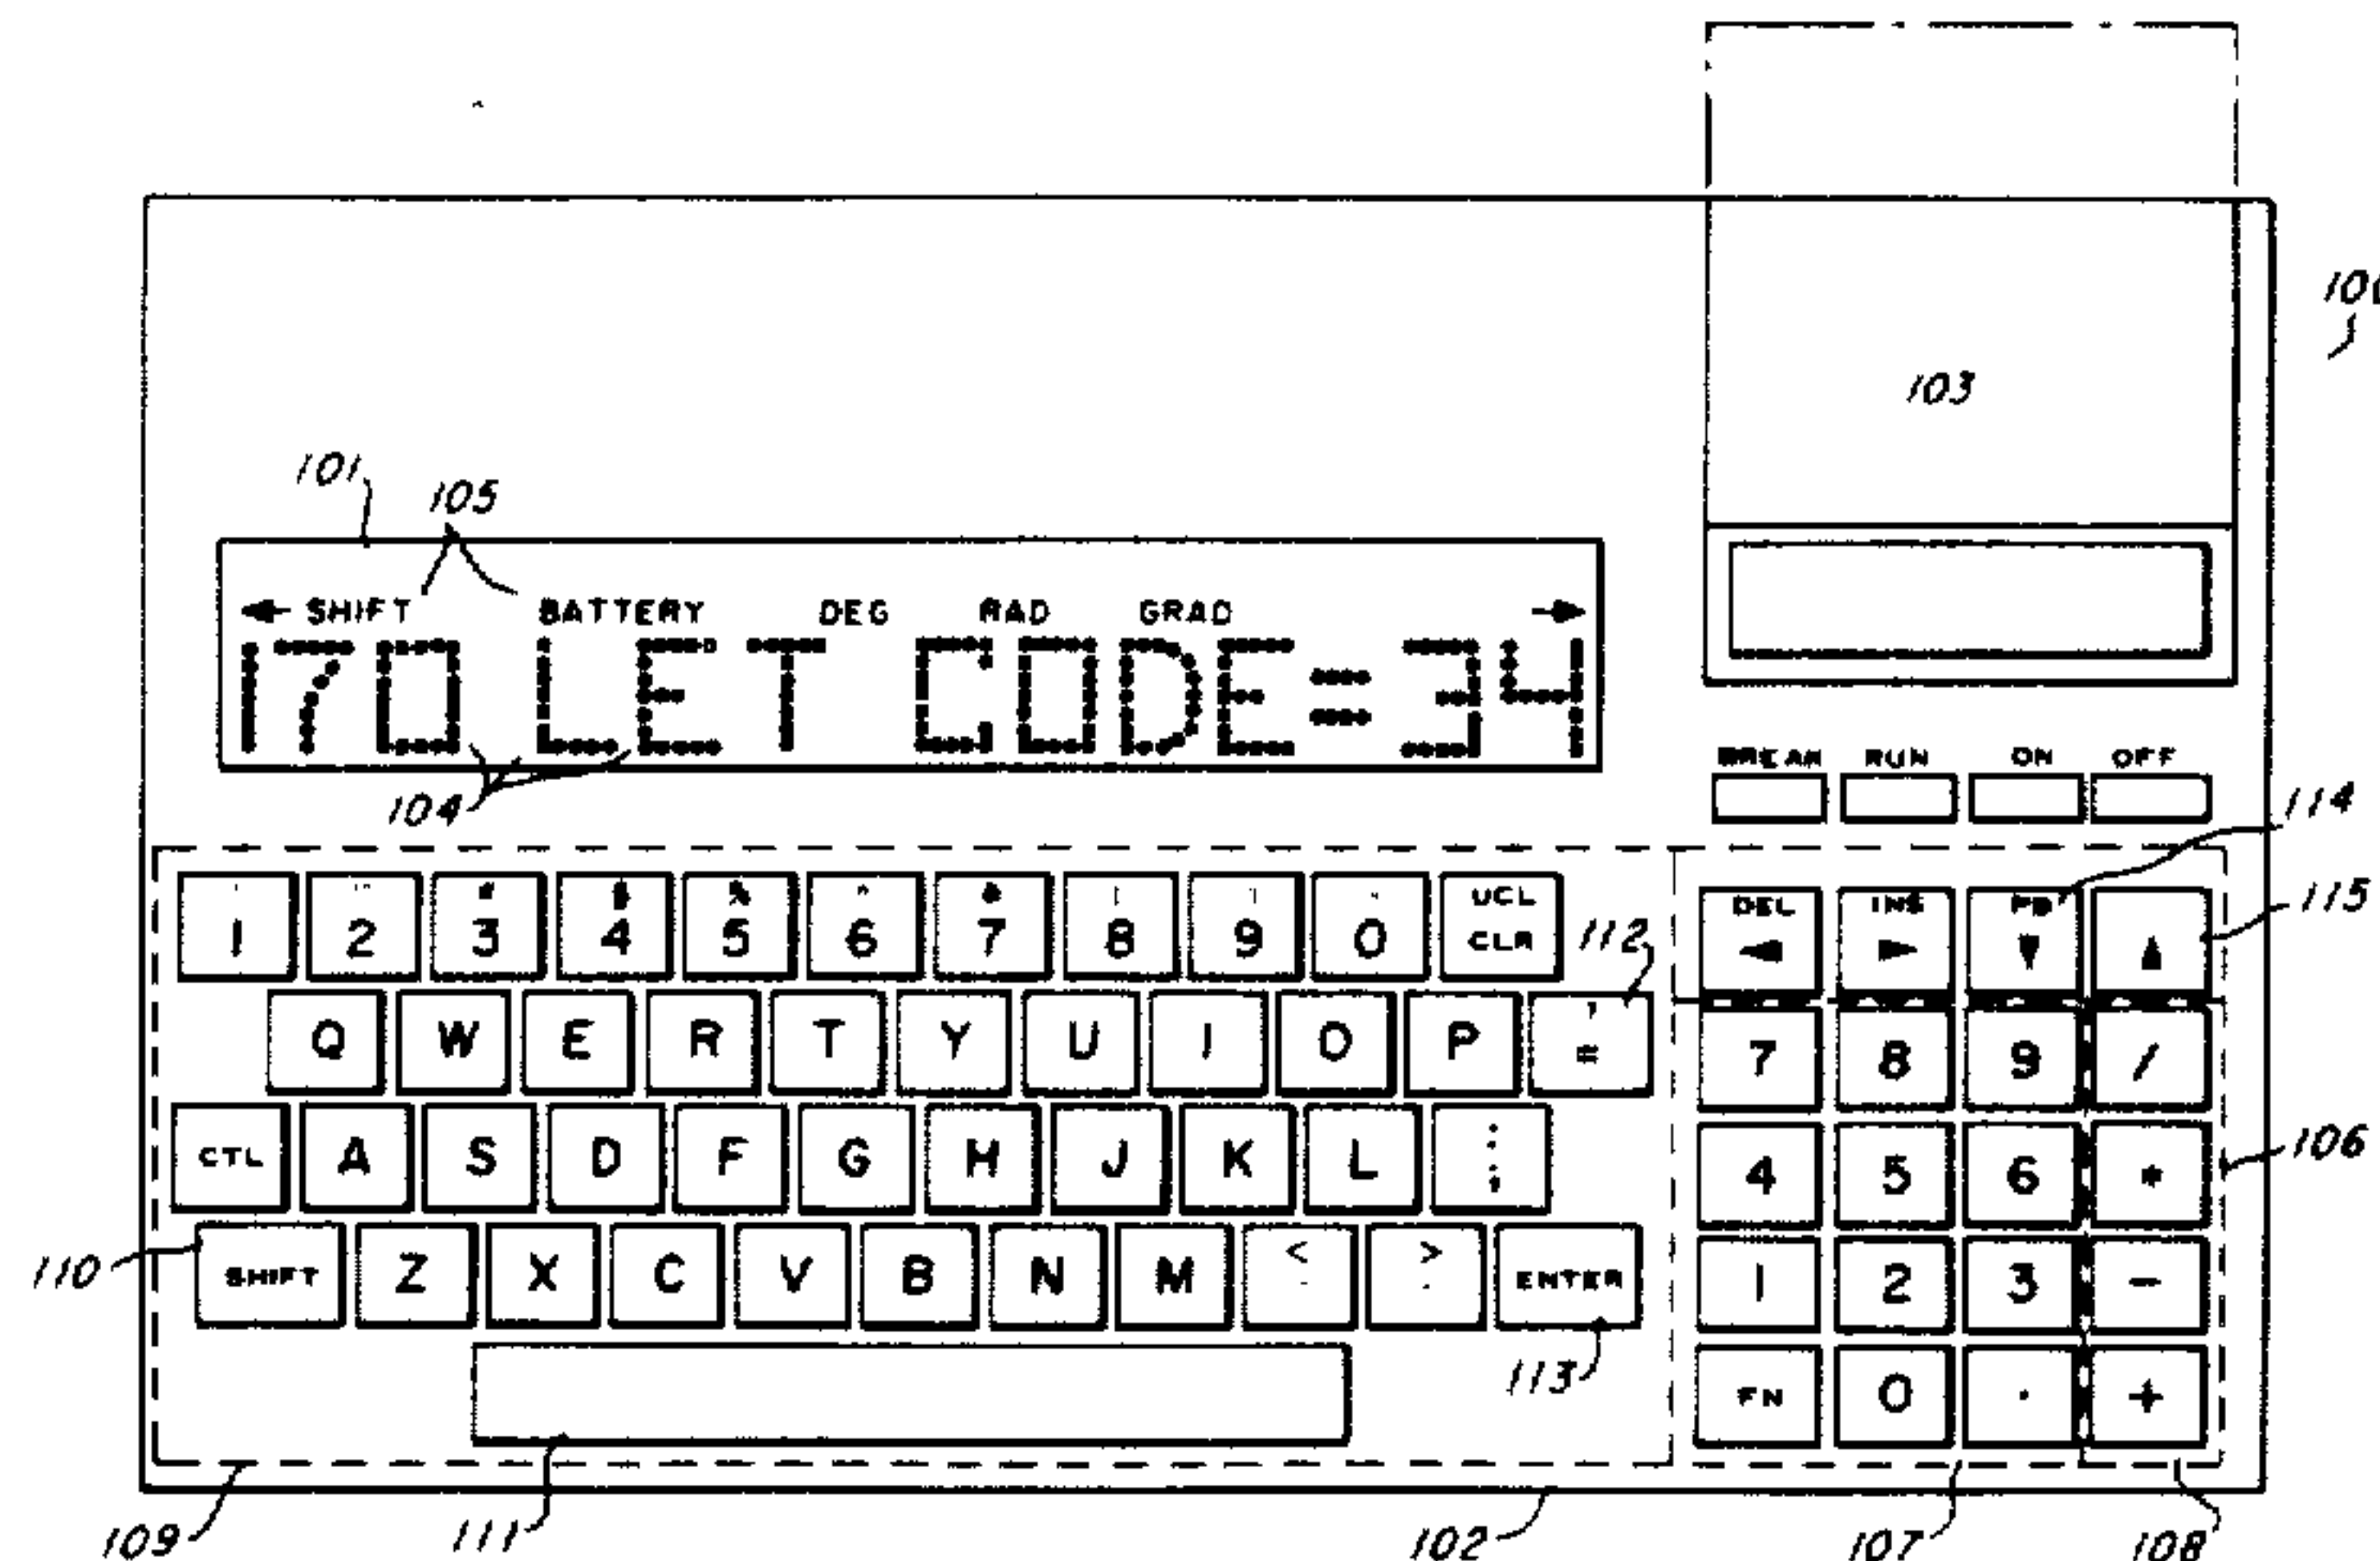 100
103
101
105
← SHIFT BATTERY DEG RAD GRAD →
170 LET CODE=34
104
BREAK RUN ON OFF
114
115
1 " 2 # 3 $ 4 % 5 6 7 8 9 0 UCL CLR
112
DEL ◄ INS ► PB ▼ ▲
Q W E R T Y U I O P ' =
7 8 9 /
CTL A S D F G H J K L : ;
4 5 6 *
106
110
SHIFT Z X C V B N M < > ENTER
1 2 3 -
113
FN 0 . +
109
111
102
107
108